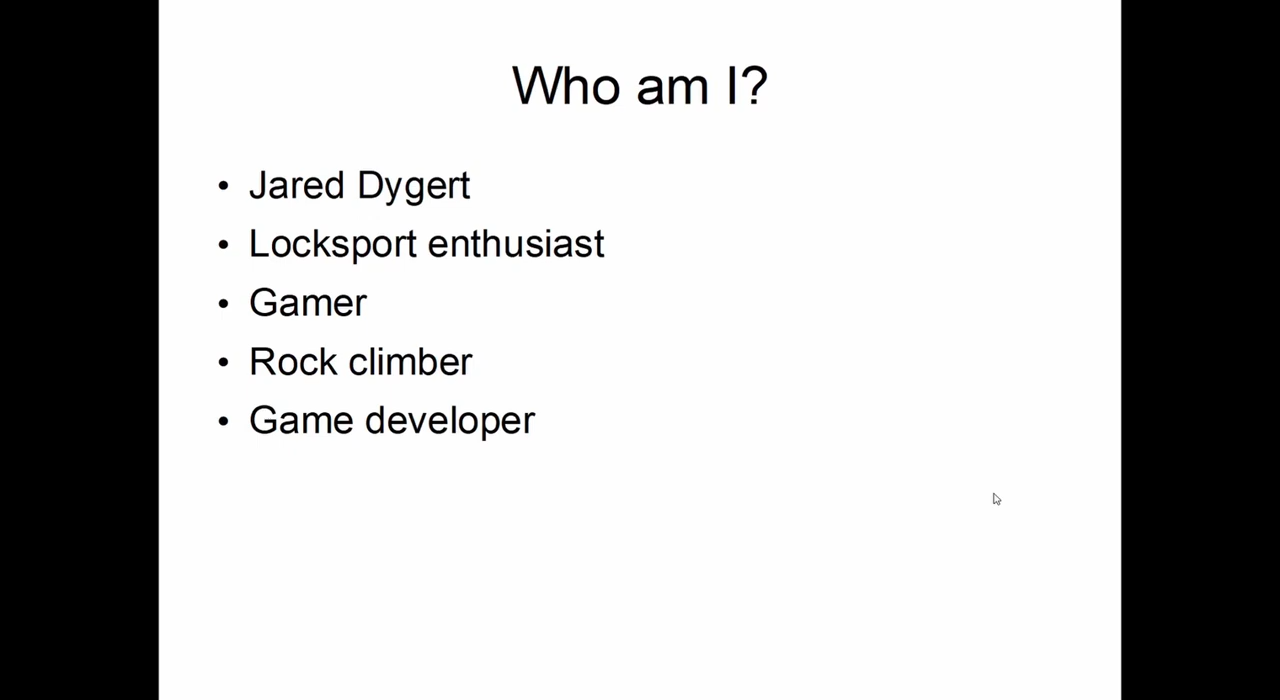 Who am I?
• Jared Dygert
• Locksport enthusiast
• Gamer
• Rock climber
• Game developer